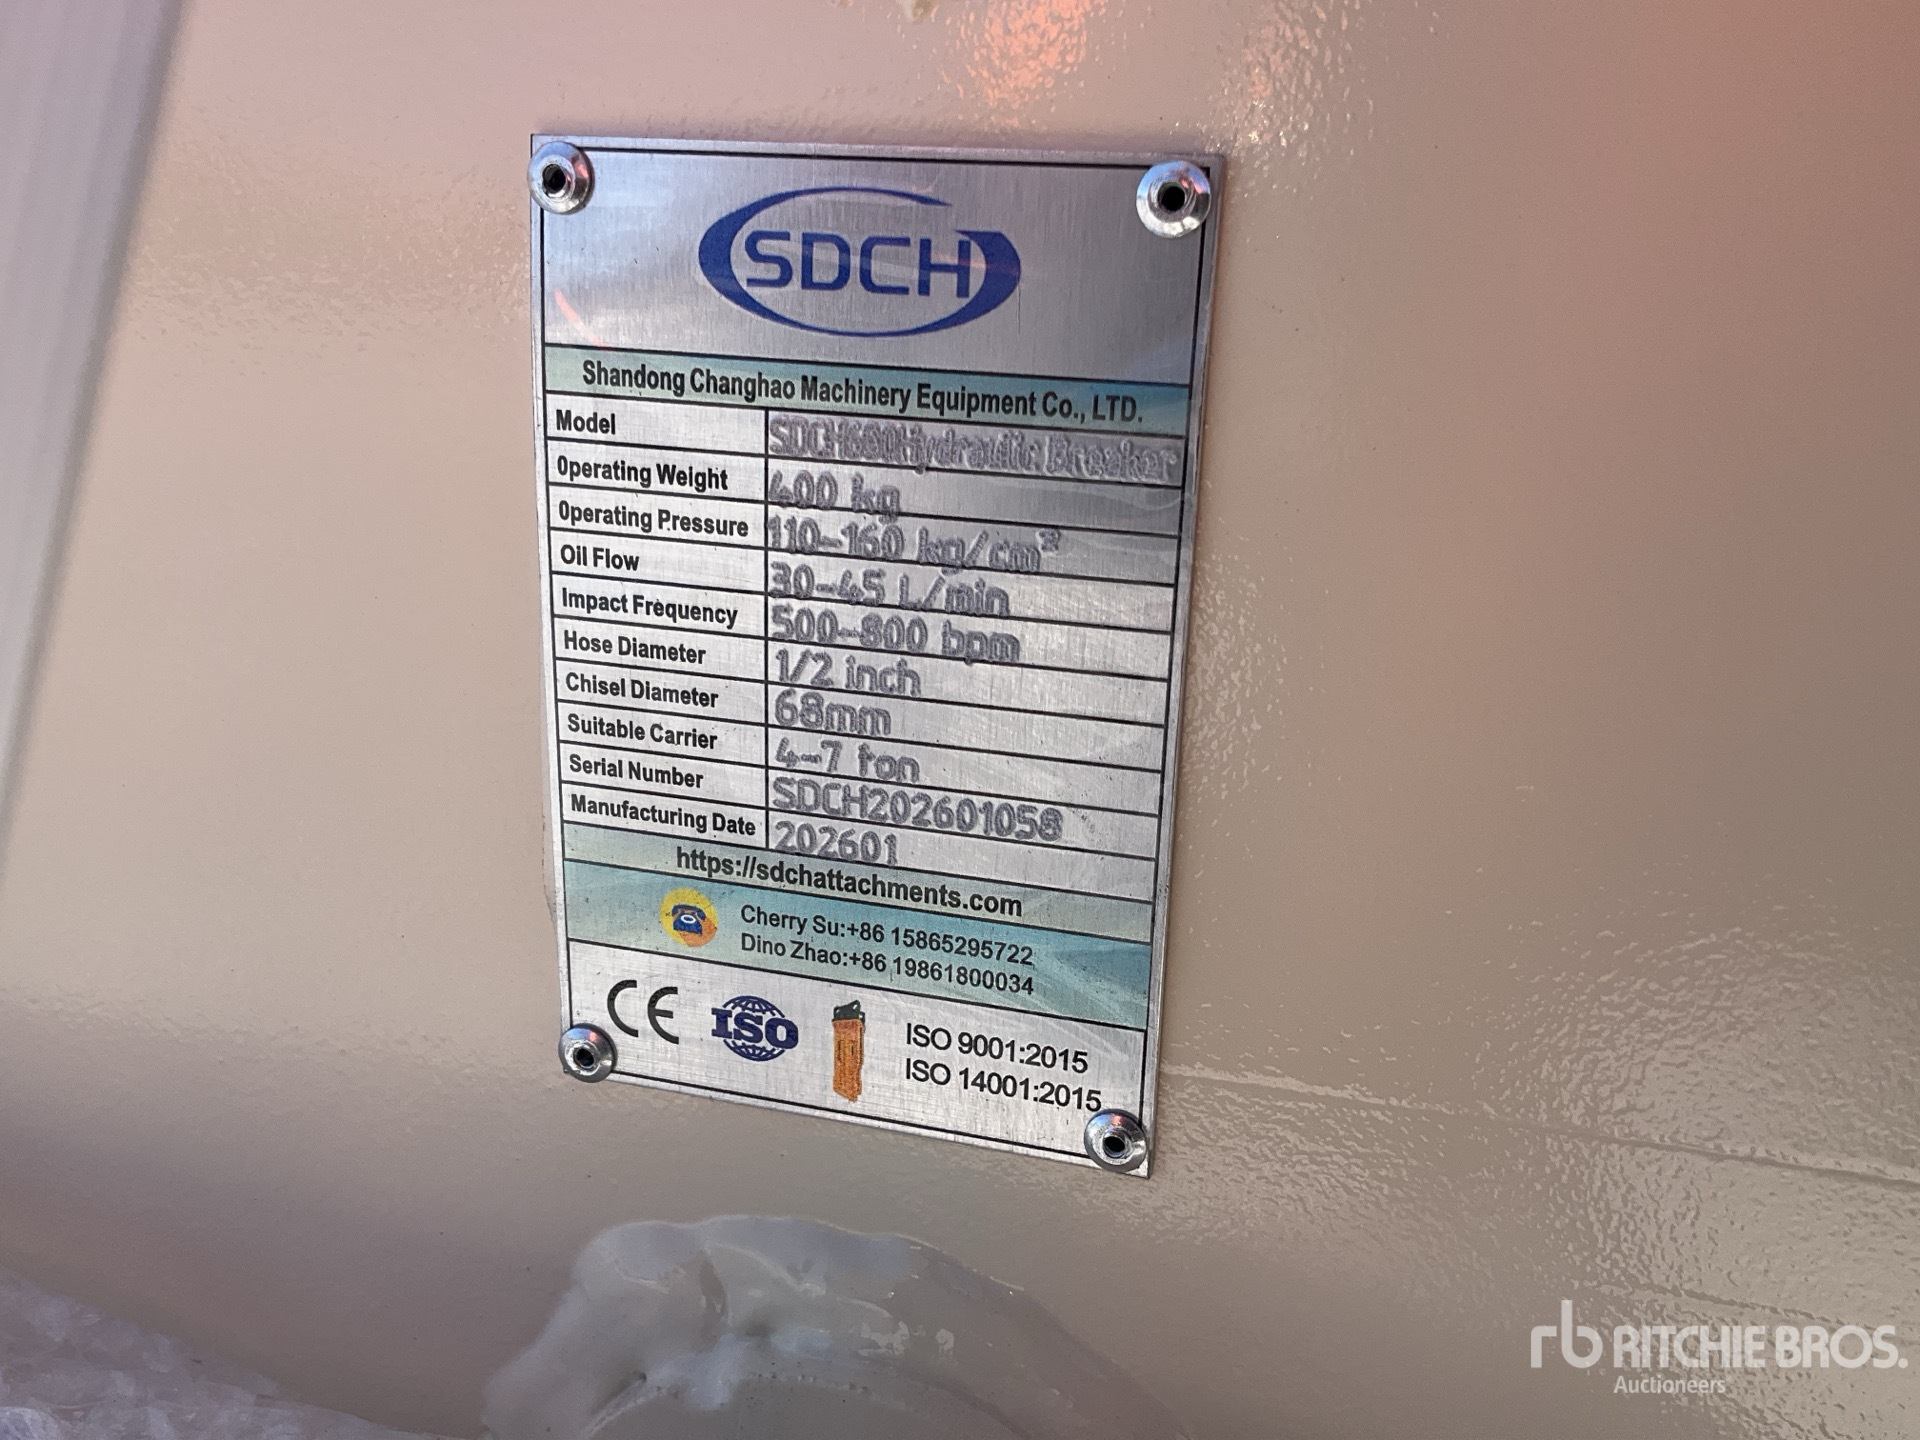 SDCH
Shandong Changhao Machinery Equipment Co., LTD.
Model SDCH680Hydraulic Breaker
Operating Weight 400 kg
Operating Pressure 110-160 kg/cm²
Oil Flow 30-45 L/min
Impact Frequency 500-800 bpm
Hose Diameter 1/2 inch
Chisel Diameter 68mm
Suitable Carrier 4-7 ton
Serial Number SDCH202601058
Manufacturing Date 202601
https://sdchattachments.com
Cherry Su:+86 15865295722
Dino Zhao:+86 19861800034
CE ISO ISO 9001:2015
ISO 14001:2015
rb RITCHIE BROS.
Auctioneers